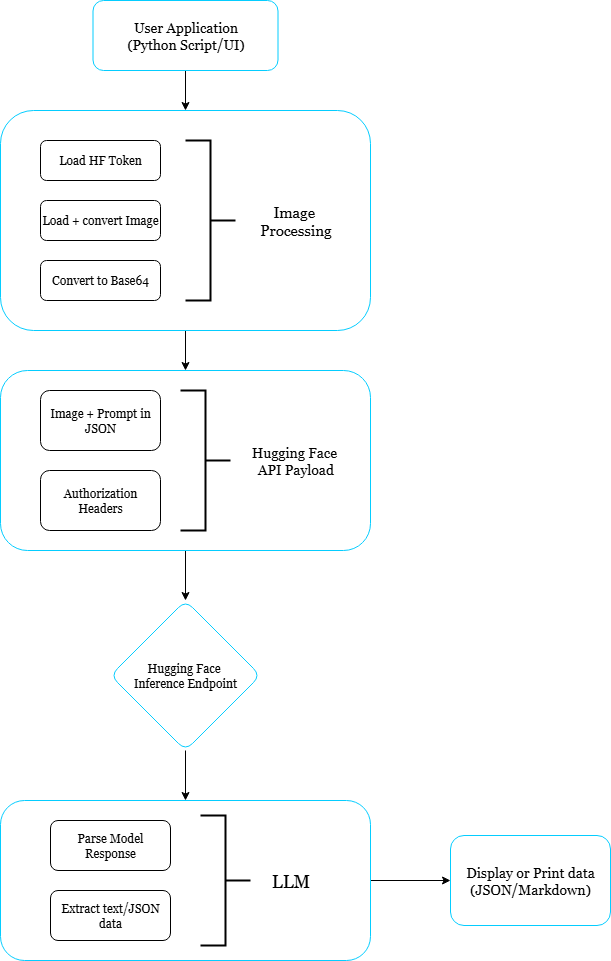 User Application
(Python Script/UI)
Load HF Token
Load + convert Image
Convert to Base64
Image
Processing
Image + Prompt in
JSON
Authorization
Headers
Hugging Face
API Payload
Hugging Face
Inference Endpoint
Parse Model
Response
Extract text/JSON
data
LLM
Display or Print data
(JSON/Markdown)